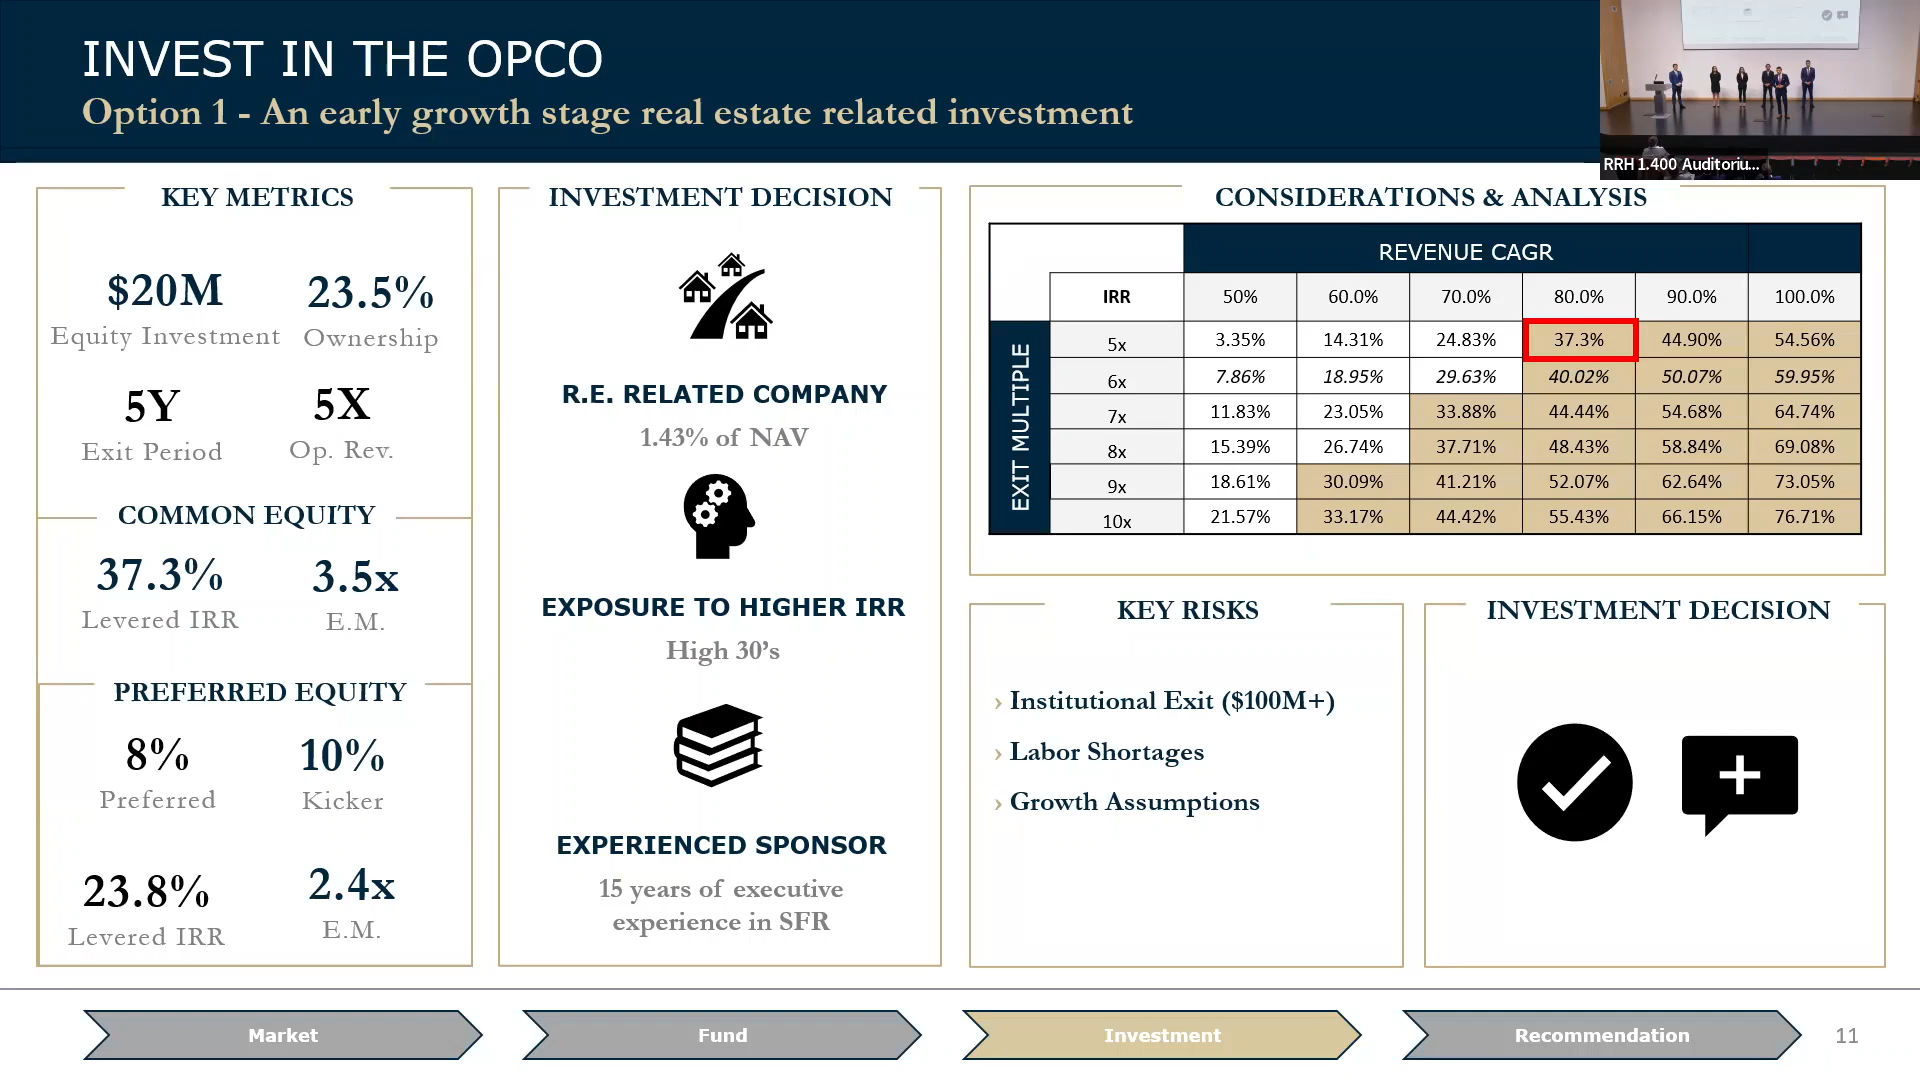 INVEST IN THE OPCO
Option 1 - An early growth stage real estate related investment
RRH 1.400 Auditoriu...
KEY METRICS
$20M 23.5%
Equity Investment Ownership
5Y 5X
Exit Period Op. Rev.
COMMON EQUITY
37.3% 3.5x
Levered IRR E.M.
PREFERRED EQUITY
8% 10%
Preferred Kicker
23.8% 2.4x
Levered IRR E.M.
INVESTMENT DECISION
R.E. RELATED COMPANY
1.43% of NAV
EXPOSURE TO HIGHER IRR
High 30's
EXPERIENCED SPONSOR
15 years of executive
experience in SFR
CONSIDERATIONS & ANALYSIS
REVENUE CAGR
IRR 50% 60.0% 70.0% 80.0% 90.0% 100.0%
EXIT MULTIPLE
5x 3.35% 14.31% 24.83% 37.3% 44.90% 54.56%
6x 7.86% 18.95% 29.63% 40.02% 50.07% 59.95%
7x 11.83% 23.05% 33.88% 44.44% 54.68% 64.74%
8x 15.39% 26.74% 37.71% 48.43% 58.84% 69.08%
9x 18.61% 30.09% 41.21% 52.07% 62.64% 73.05%
10x 21.57% 33.17% 44.42% 55.43% 66.15% 76.71%
KEY RISKS
› Institutional Exit ($100M+)
› Labor Shortages
› Growth Assumptions
INVESTMENT DECISION
Market Fund Investment Recommendation 11